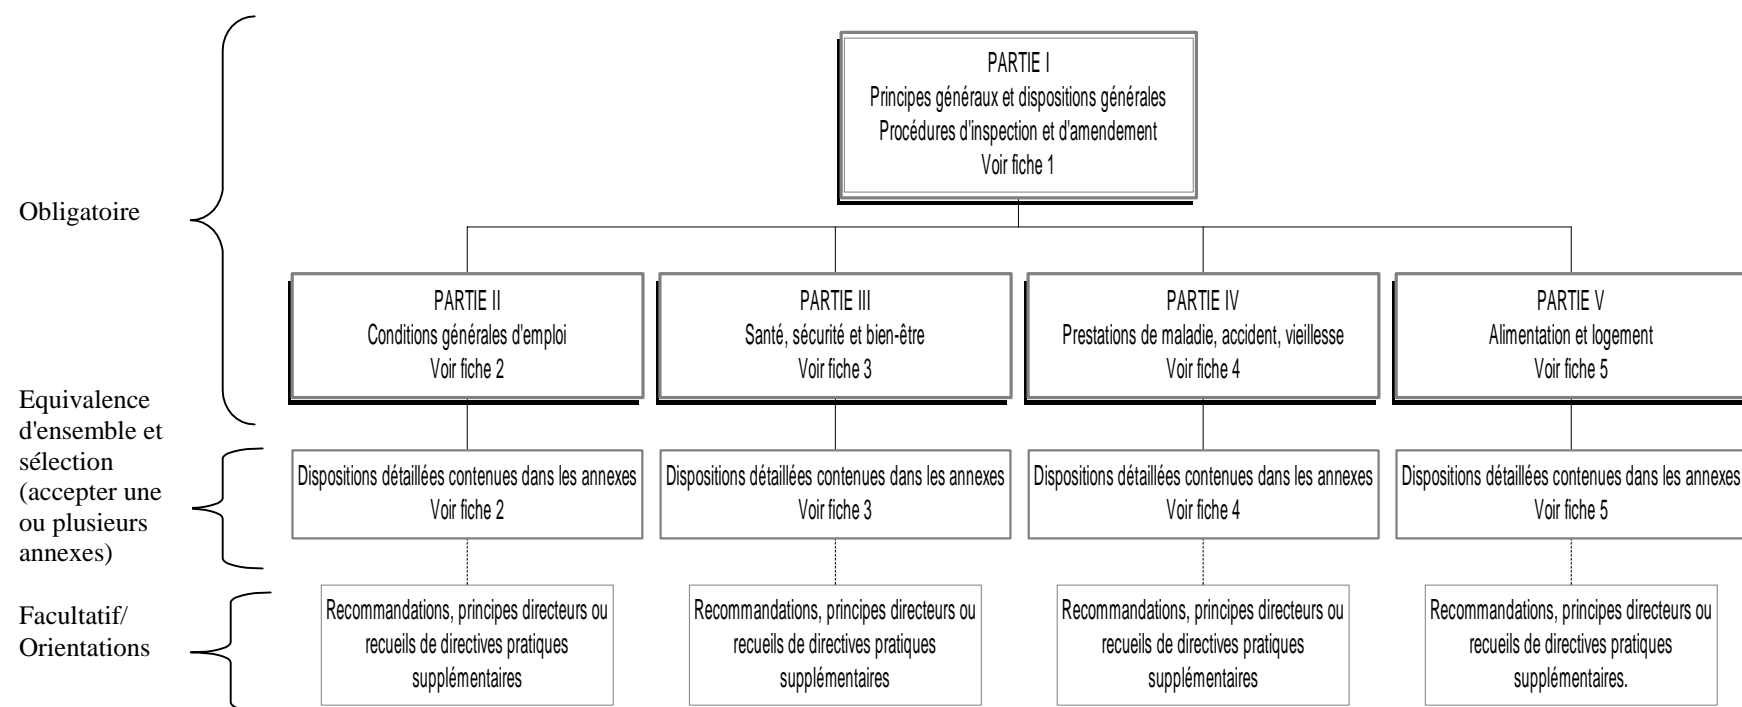 PARTIE I
Principes généraux et dispositions générales
Procédures d'inspection et d'amendement
Voir fiche 1
Obligatoire
PARTIE II
Conditions générales d'emploi
Voir fiche 2
PARTIE III
Santé, sécurité et bien-être
Voir fiche 3
PARTIE IV
Prestations de maladie, accident, vieillesse
Voir fiche 4
PARTIE V
Alimentation et logement
Voir fiche 5
Equivalence
d'ensemble et
sélection
(accepter une
ou plusieurs
annexes)
Dispositions détaillées contenues dans les annexes
Voir fiche 2
Dispositions détaillées contenues dans les annexes
Voir fiche 3
Dispositions détaillées contenues dans les annexes
Voir fiche 4
Dispositions détaillées contenues dans les annexes
Voir fiche 5
Facultatif/
Orientations
Recommandations, principes directeurs ou
recueils de directives pratiques
supplémentaires
Recommandations, principes directeurs ou
recueils de directives pratiques
supplémentaires
Recommandations, principes directeurs ou
recueils de directives pratiques
supplémentaires
Recommandations, principes directeurs ou
recueils de directives pratiques
supplémentaires.